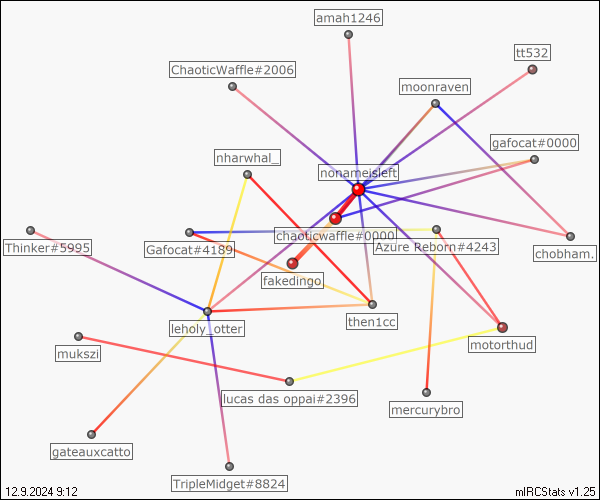 amah1246
tt532
ChaoticWaffle#2006
moonraven
gafocat#0000
nharwhal_
nonameisleft
chaoticwaffle#0000
Thinker#5995
Gafocat#4189
Azure Reborn#4243
chobham.
fakedingo
leholy_otter
then1cc
motorthud
mukszi
lucas das oppai#2396
mercurybro
gateauxcatto
TripleMidget#8824
12.9.2024 9:12
mIRCStats v1.25